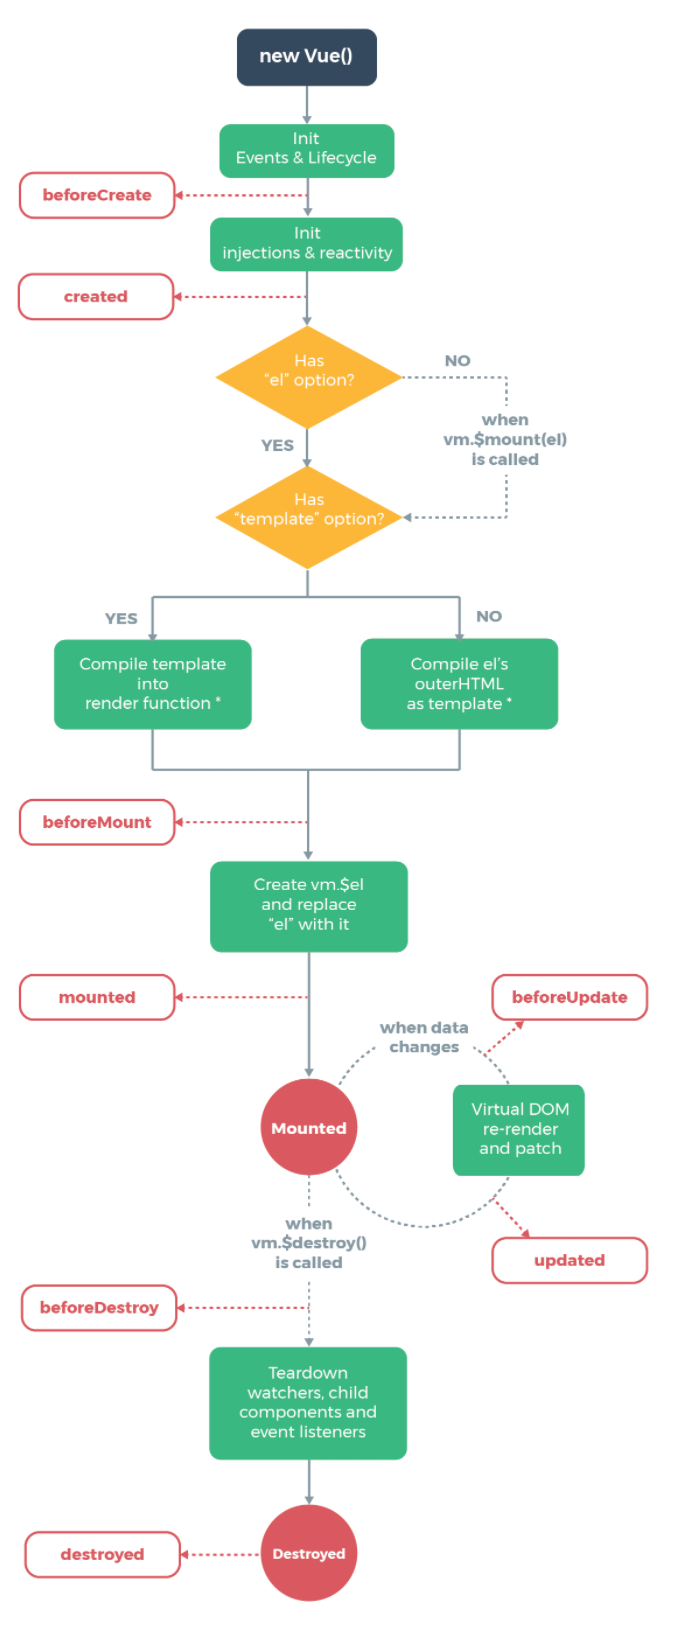 new Vue()
Init
Events & Lifecycle
beforeCreate
Init
injections & reactivity
created
Has
“el” option?
NO
when
vm.$mount(el)
is called
YES
Has
“template” option?
YES
NO
Compile template
into
render function *
Compile el’s
outerHTML
as template *
beforeMount
Create vm.$el
and replace
“el” with it
mounted
beforeUpdate
when data
changes
Mounted
Virtual DOM
re-render
and patch
when
vm.$destroy()
is called
updated
beforeDestroy
Teardown
watchers, child
components and
event listeners
destroyed
Destroyed